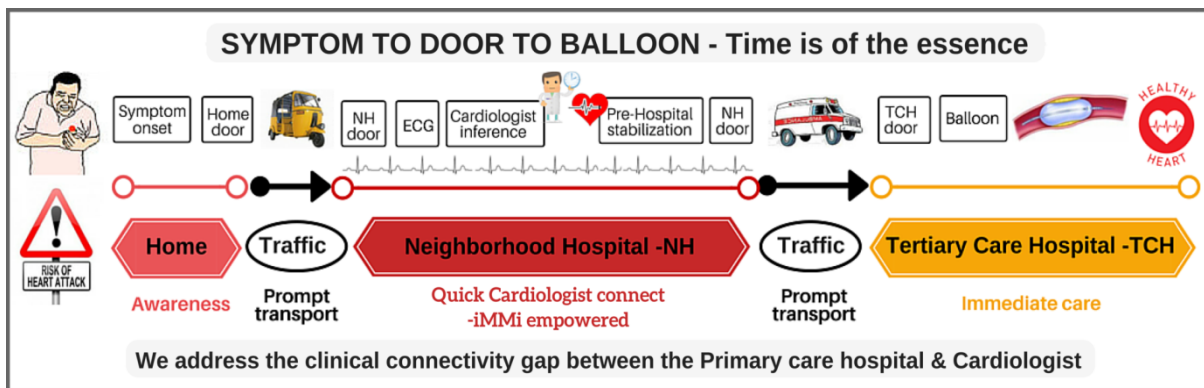 SYMPTOM TO DOOR TO BALLOON - Time is of the essence
Symptom
onset
Home
door
NH
door
ECG
Cardiologist
inference
Pre-Hospital
stabilization
NH
door
AMBULANCE
TCH
door
Balloon
HEALTHY
HEART
RISK OF
HEART ATTACK
Home
Traffic
Neighborhood Hospital -NH
Traffic
Tertiary Care Hospital -TCH
Awareness
Prompt
transport
Quick Cardiologist connect
-iMMi empowered
Prompt
transport
Immediate care
We address the clinical connectivity gap between the Primary care hospital & Cardiologist